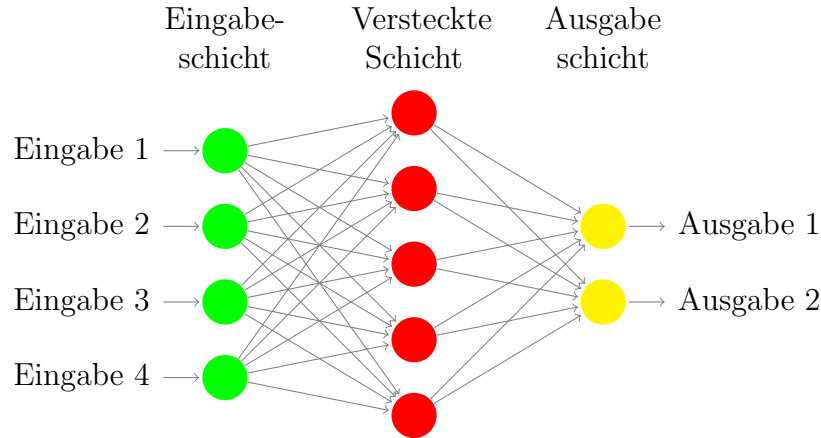 Eingabe-
schicht
Versteckte
Schicht
Ausgabe
schicht
Eingabe 1
Eingabe 2
Eingabe 3
Eingabe 4
Ausgabe 1
Ausgabe 2